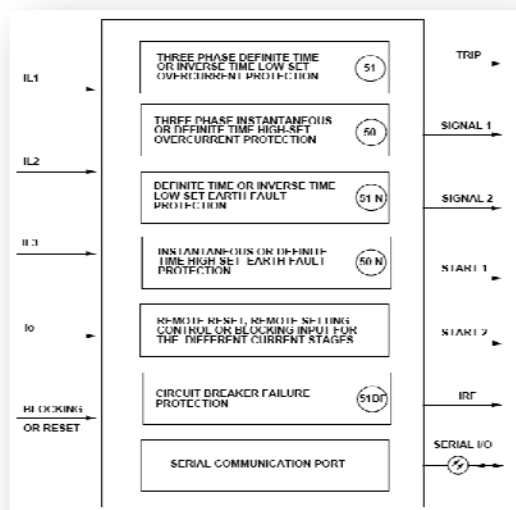 IL1
IL2
IL3
Io
BLOCKING
OR RESET
THREE PHASE DEFINITE TIME
OR INVERSE TIME LOW SET
OVERCURRENT PROTECTION
51
THREE PHASE INSTANTANEOUS
OR DEFINITE TIME HIGH-SET
OVERCURRENT PROTECTION
50
DEFINITE TIME OR INVERSE TIME
LOW SET EARTH FAULT
PROTECTION
51 N
INSTANTANEOUS OR DEFINITE
TIME HIGH SET EARTH FAULT
PROTECTION
50 N
REMOTE RESET, REMOTE SETTING
CONTROL OR BLOCKING INPUT FOR
THE DIFFERENT CURRENT STAGES
CIRCUIT BREAKER FAILURE
PROTECTION
51BF
SERIAL COMMUNICATION PORT
TRIP
SIGNAL 1
SIGNAL 2
START 1
START 2
IRF
SERIAL I/O